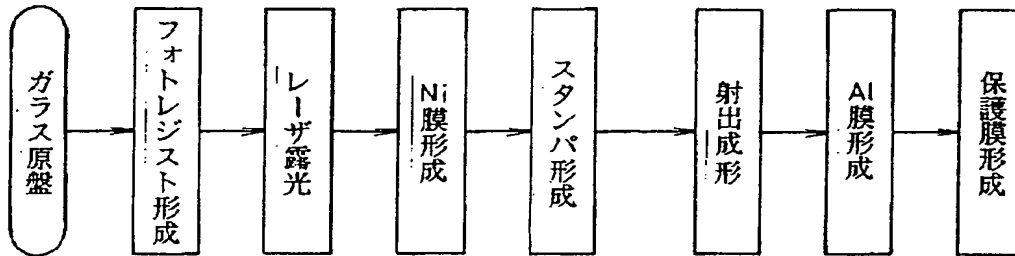 ガラス原盤
フォトレジスト形成
レーザ露光
Ni膜形成
スタンパ形成
射出成形
Al膜形成
保護膜形成